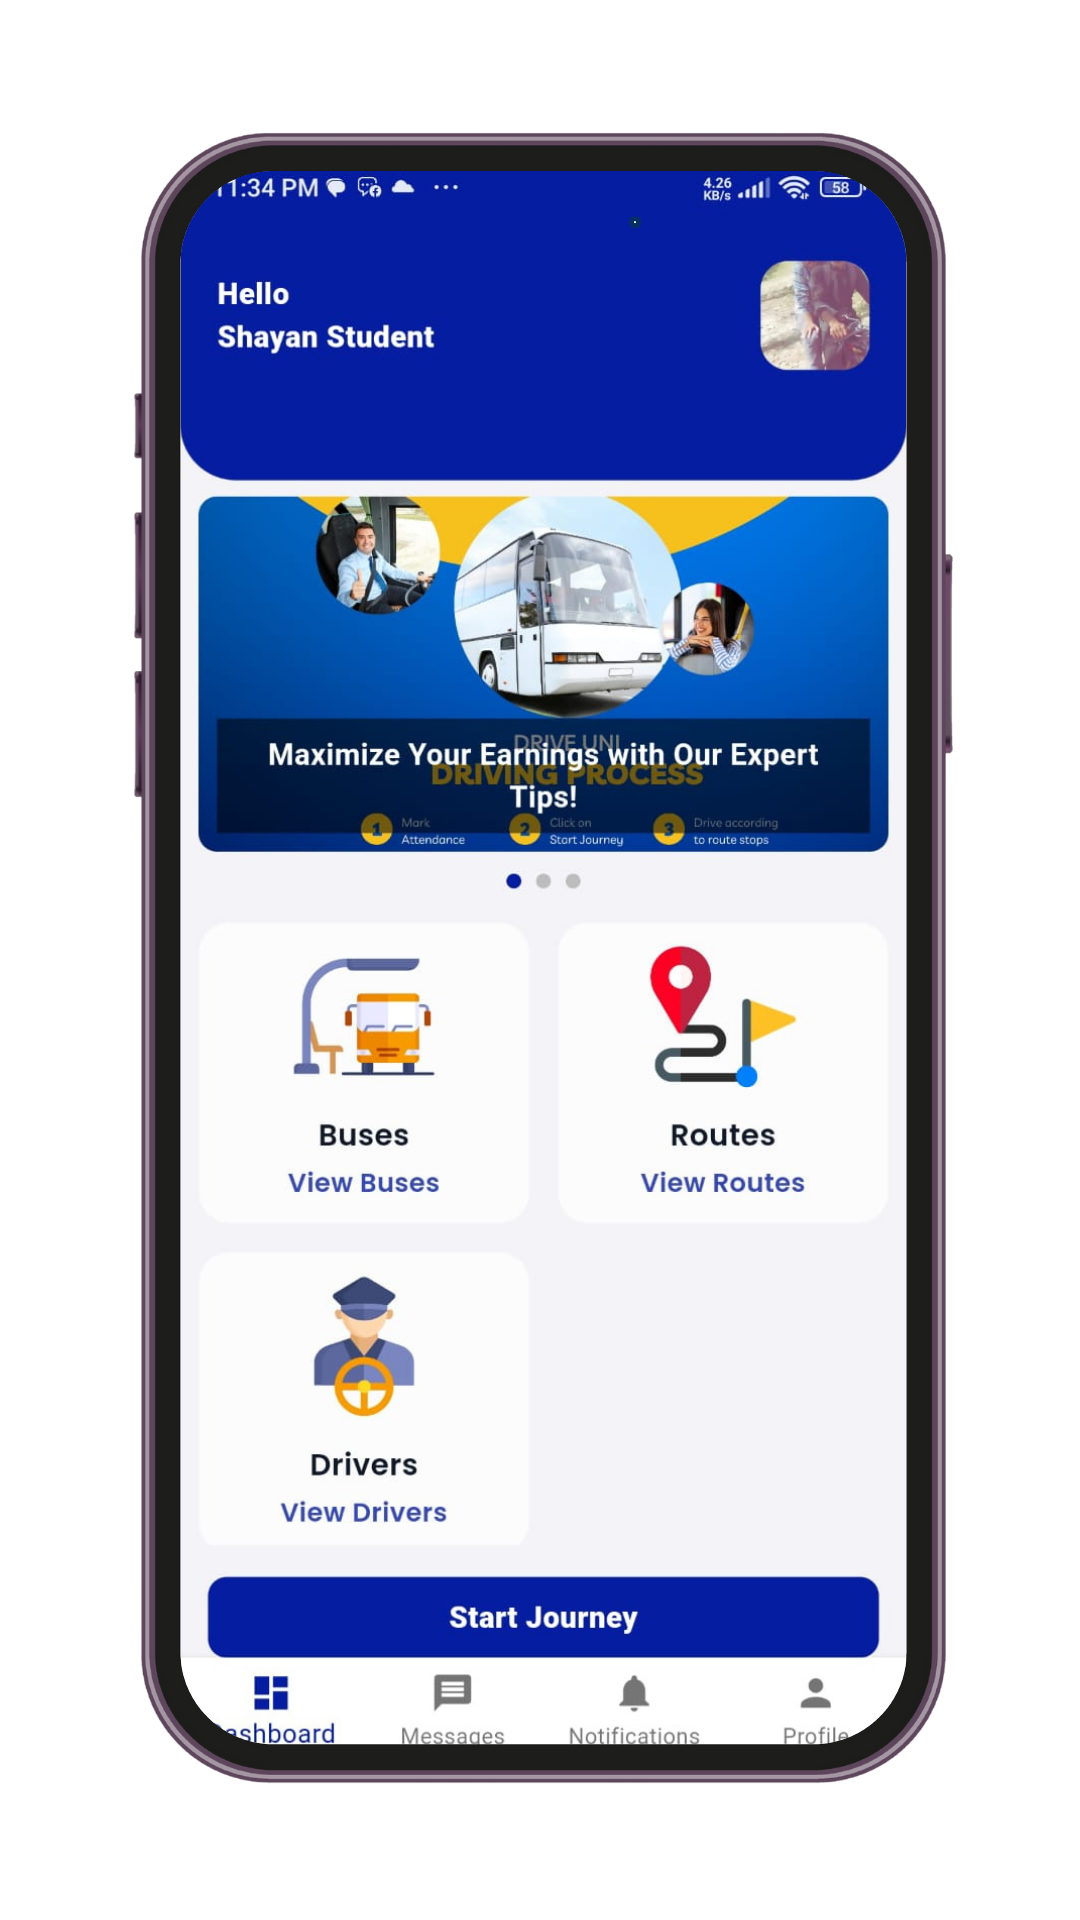 11:34 PM
4.26
KB/s
58
Hello
Shayan Student
DRIVE UNI
DRIVING PROCESS
Maximize Your Earnings with Our Expert
Tips!
1 Mark
Attendance
2 Click on
Start Journey
3 Drive according
to route stops
Buses
View Buses
Routes
View Routes
Drivers
View Drivers
Start Journey
Dashboard
Messages
Notifications
Profile